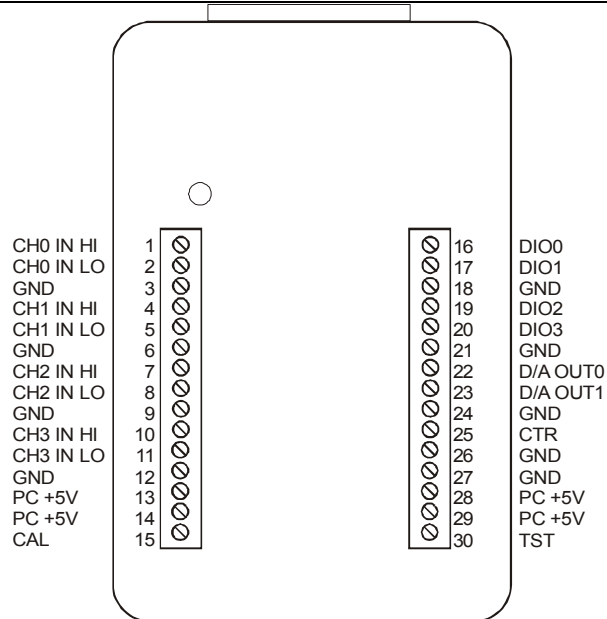 CH0 IN HI 1
CH0 IN LO 2
GND 3
CH1 IN HI 4
CH1 IN LO 5
GND 6
CH2 IN HI 7
CH2 IN LO 8
GND 9
CH3 IN HI 10
CH3 IN LO 11
GND 12
PC +5V 13
PC +5V 14
CAL 15
16 DIO0
17 DIO1
18 GND
19 DIO2
20 DIO3
21 GND
22 D/A OUT0
23 D/A OUT1
24 GND
25 CTR
26 GND
27 GND
28 PC +5V
29 PC +5V
30 TST